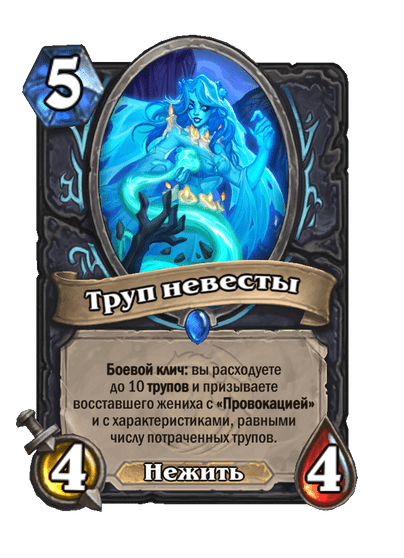 5
Труп невесты
Боевой клич: вы расходуете
до 10 трупов и призываете
восставшего жениха с «Провокацией»
и с характеристиками, равными
числу потраченных трупов.
4
Нежить
4